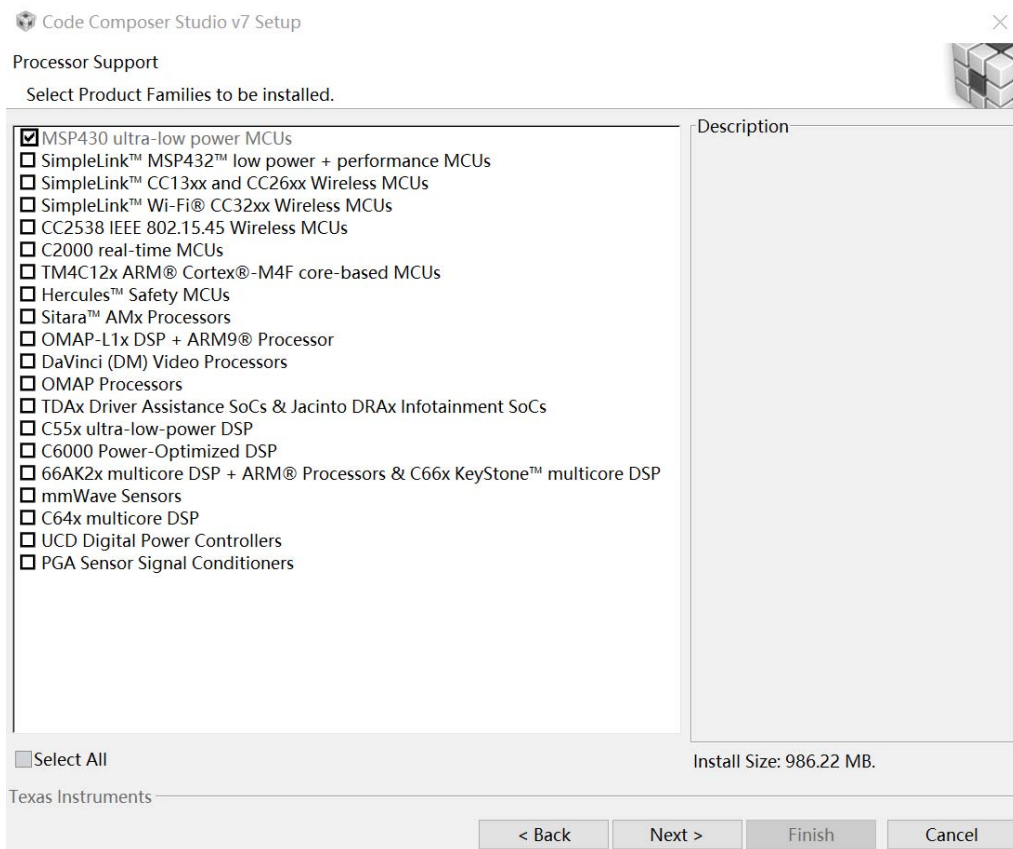 Code Composer Studio v7 Setup
Processor Support
Select Product Families to be installed.
MSP430 ultra-low power MCUs
SimpleLink™ MSP432™ low power + performance MCUs
SimpleLink™ CC13xx and CC26xx Wireless MCUs
SimpleLink™ Wi-Fi® CC32xx Wireless MCUs
CC2538 IEEE 802.15.45 Wireless MCUs
C2000 real-time MCUs
TM4C12x ARM® Cortex®-M4F core-based MCUs
Hercules™ Safety MCUs
Sitara™ AMx Processors
OMAP-L1x DSP + ARM9® Processor
DaVinci (DM) Video Processors
OMAP Processors
TDAx Driver Assistance SoCs & Jacinto DRAx Infotainment SoCs
C55x ultra-low-power DSP
C6000 Power-Optimized DSP
66AK2x multicore DSP + ARM® Processors & C66x KeyStone™ multicore DSP
mmWave Sensors
C64x multicore DSP
UCD Digital Power Controllers
PGA Sensor Signal Conditioners
Description
Select All
Install Size: 986.22 MB.
Texas Instruments
< Back
Next >
Finish
Cancel